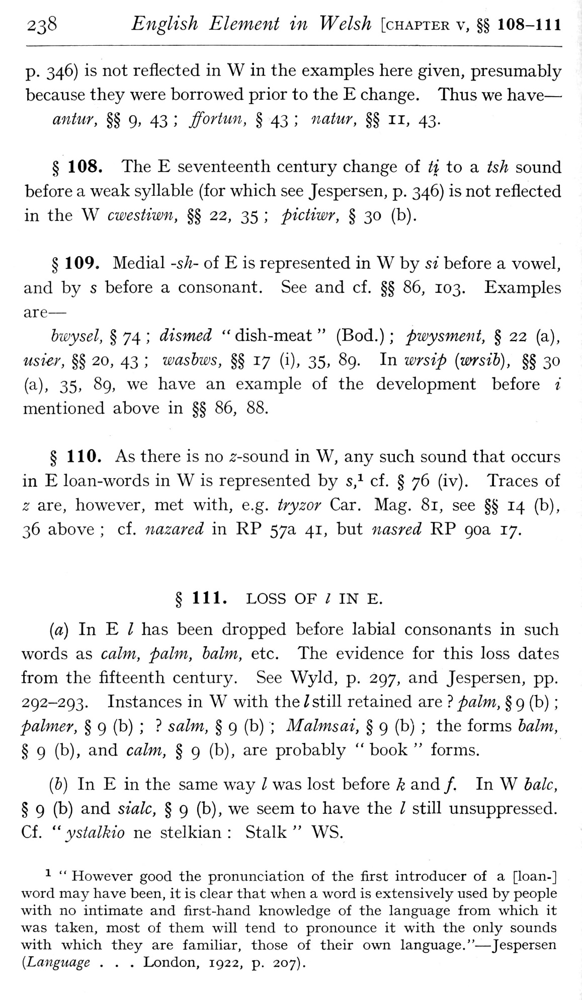 238 English Element in Welsh [CHAPTER V, §§ 108–111
p. 346) is not reflected in W in the examples here given, presumably
because they were borrowed prior to the E change. Thus we have—
antur, §§ 9, 43 ; ffortun, § 43 ; natur, §§ 11, 43.
§ 108. The E seventeenth century change of ti̯ to a tsh sound
before a weak syllable (for which see Jespersen, p. 346) is not reflected
in the W cwestiwn, §§ 22, 35 ; pictiwr, § 30 (b).
§ 109. Medial -sh- of E is represented in W by si before a vowel,
and by s before a consonant. See and cf. §§ 86, 103. Examples
are—
bwysel, § 74 ; dismed “ dish-meat ” (Bod.) ; pwysment, § 22 (a),
usier, §§ 20, 43 ; wasbws, §§ 17 (i), 35, 89. In wrsip (wrsib), §§ 30
(a), 35, 89, we have an example of the development before i
mentioned above in §§ 86, 88.
§ 110. As there is no z-sound in W, any such sound that occurs
in E loan-words in W is represented by s,¹ cf. § 76 (iv). Traces of
z are, however, met with, e.g. tryzor Car. Mag. 81, see §§ 14 (b),
36 above ; cf. nazared in RP 57a 41, but nasred RP 90a 17.
§ 111. LOSS OF l IN E.
(a) In E l has been dropped before labial consonants in such
words as calm, palm, balm, etc. The evidence for this loss dates
from the fifteenth century. See Wyld, p. 297, and Jespersen, pp.
292–293. Instances in W with the l still retained are ? palm, § 9 (b) ;
palmer, § 9 (b) ; ? salm, § 9 (b) ; Malmsai, § 9 (b) ; the forms balm,
§ 9 (b), and calm, § 9 (b), are probably “ book ” forms.
(b) In E in the same way l was lost before k and f. In W balc,
§ 9 (b) and sialc, § 9 (b), we seem to have the l still unsuppressed.
Cf. “ ystalkio ne stelkian : Stalk ” WS.
¹ “ However good the pronunciation of the first introducer of a [loan-]
word may have been, it is clear that when a word is extensively used by people
with no intimate and first-hand knowledge of the language from which it
was taken, most of them will tend to pronounce it with the only sounds
with which they are familiar, those of their own language.”—Jespersen
(Language . . . London, 1922, p. 207).